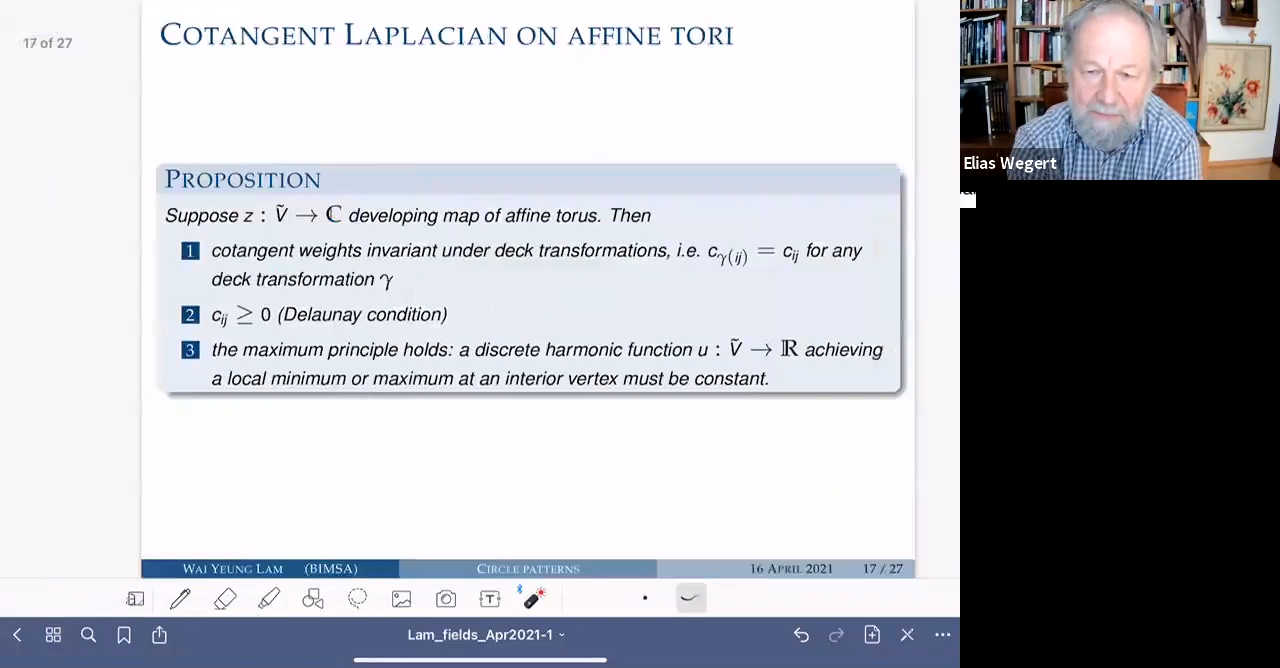 17 of 27
COTANGENT LAPLACIAN ON AFFINE TORI
PROPOSITION
Suppose z : Ṽ → ℂ developing map of affine torus. Then
1 cotangent weights invariant under deck transformations, i.e. c_γ(ij) = c_ij for any
deck transformation γ
2 c_ij ≥ 0 (Delaunay condition)
3 the maximum principle holds: a discrete harmonic function u : Ṽ → ℝ achieving
a local minimum or maximum at an interior vertex must be constant.
WAI YEUNG LAM (BIMSA) CIRCLE PATTERNS 16 APRIL 2021 17 / 27
Lam_fields_Apr2021-1
Elias Wegert